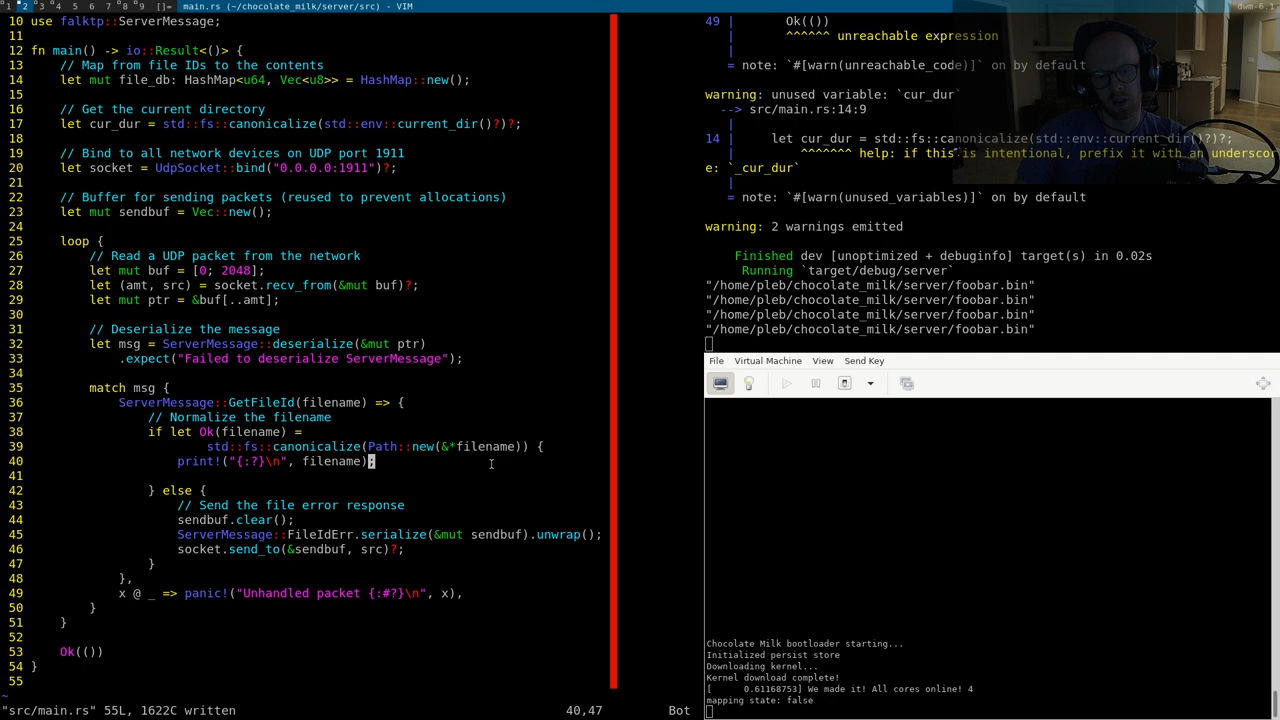 1 2 3 4 5 6 7 8 9 []= main.rs (~/chocolate_milk/server/src) - VIM
dwm-6.1
10 use falktp::ServerMessage;
11
12 fn main() -> io::Result<()> {
13     // Map from file IDs to the contents
14     let mut file_db: HashMap<u64, Vec<u8>> = HashMap::new();
15
16     // Get the current directory
17     let cur_dur = std::fs::canonicalize(std::env::current_dir()?)?;
18
19     // Bind to all network devices on UDP port 1911
20     let socket = UdpSocket::bind("0.0.0.0:1911")?;
21
22     // Buffer for sending packets (reused to prevent allocations)
23     let mut sendbuf = Vec::new();
24
25     loop {
26         // Read a UDP packet from the network
27         let mut buf = [0; 2048];
28         let (amt, src) = socket.recv_from(&mut buf)?;
29         let mut ptr = &buf[..amt];
30
31         // Deserialize the message
32         let msg = ServerMessage::deserialize(&mut ptr)
33             .expect("Failed to deserialize ServerMessage");
34
35         match msg {
36             ServerMessage::GetFileId(filename) => {
37                 // Normalize the filename
38                 if let Ok(filename) =
39                         std::fs::canonicalize(Path::new(&*filename)) {
40                     print!("{:?}\n", filename);
41
42                 } else {
43                     // Send the file error response
44                     sendbuf.clear();
45                     ServerMessage::FileIdErr.serialize(&mut sendbuf).unwrap();
46                     socket.send_to(&sendbuf, src)?;
47                 }
48             },
49             x @ _ => panic!("Unhandled packet {:#?}\n", x),
50         }
51     }
52
53     Ok(())
54 }
55
~
"src/main.rs" 55L, 1622C written 40,47 Bot
49 |     Ok(())
|     ^^^^^^ unreachable expression
|
= note: `#[warn(unreachable_code)]` on by default
warning: unused variable: `cur_dur`
--> src/main.rs:14:9
|
14 |     let cur_dur = std::fs::canonicalize(std::env::current_dir()?)?;
|         ^^^^^^^ help: if this is intentional, prefix it with an underscor
e: `_cur_dur`
|
= note: `#[warn(unused_variables)]` on by default
warning: 2 warnings emitted
Finished dev [unoptimized + debuginfo] target(s) in 0.02s
Running `target/debug/server`
"/home/pleb/chocolate_milk/server/foobar.bin"
"/home/pleb/chocolate_milk/server/foobar.bin"
"/home/pleb/chocolate_milk/server/foobar.bin"
"/home/pleb/chocolate_milk/server/foobar.bin"
File Virtual Machine View Send Key
Chocolate Milk bootloader starting...
Initialized persist store
Downloading kernel...
Kernel download complete!
[ 0.61168753] We made it! All cores online! 4
mapping state: false